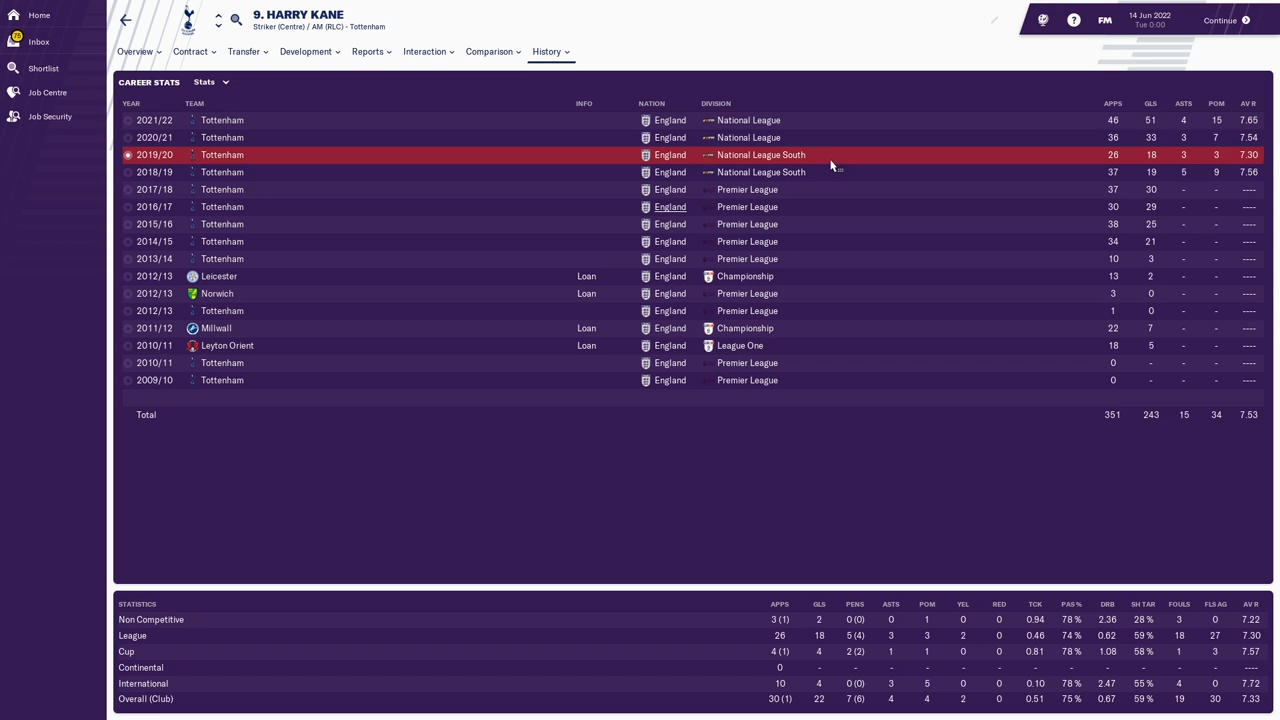 Home
75
Inbox
Shortlist
Job Centre
Job Security
9. HARRY KANE
Striker (Centre) / AM (RLC) - Tottenham
? FM 14 Jun 2022 Continue
Tue 0:00
Overview Contract Transfer Development Reports Interaction Comparison History
CAREER STATS Stats
YEAR TEAM INFO NATION DIVISION APPS GLS ASTS POM AV R
2021/22 Tottenham England National League 46 51 4 15 7.65
2020/21 Tottenham England National League 36 33 3 7 7.54
2019/20 Tottenham England National League South 26 18 3 3 7.30
2018/19 Tottenham England National League South 37 19 5 9 7.56
2017/18 Tottenham England Premier League 37 30 - - ----
2016/17 Tottenham England Premier League 30 29 - - ----
2015/16 Tottenham England Premier League 38 25 - - ----
2014/15 Tottenham England Premier League 34 21 - - ----
2013/14 Tottenham England Premier League 10 3 - - ----
2012/13 Leicester Loan England Championship 13 2 - - ----
2012/13 Norwich Loan England Premier League 3 0 - - ----
2012/13 Tottenham England Premier League 1 0 - - ----
2011/12 Millwall Loan England Championship 22 7 - - ----
2010/11 Leyton Orient Loan England League One 18 5 - - ----
2010/11 Tottenham England Premier League 0 - - - ----
2009/10 Tottenham England Premier League 0 - - - ----
Total 351 243 15 34 7.53
STATISTICS APPS GLS PENS ASTS POM YEL RED TCK PAS % DRB SH TAR FOULS FLS AG AV R
Non Competitive 3 (1) 2 0 (0) 0 1 0 0 0.94 78 % 2.36 28 % 3 0 7.22
League 26 18 5 (4) 3 3 2 0 0.46 74 % 0.62 59 % 18 27 7.30
Cup 4 (1) 4 2 (2) 1 1 0 0 0.81 78 % 1.08 58 % 1 3 7.57
Continental 0 - - - - - - - - - - - - ----
International 10 4 0 (0) 3 5 0 0 0.10 78 % 2.47 55 % 4 0 7.72
Overall (Club) 30 (1) 22 7 (6) 4 4 2 0 0.51 75 % 0.67 59 % 19 30 7.33